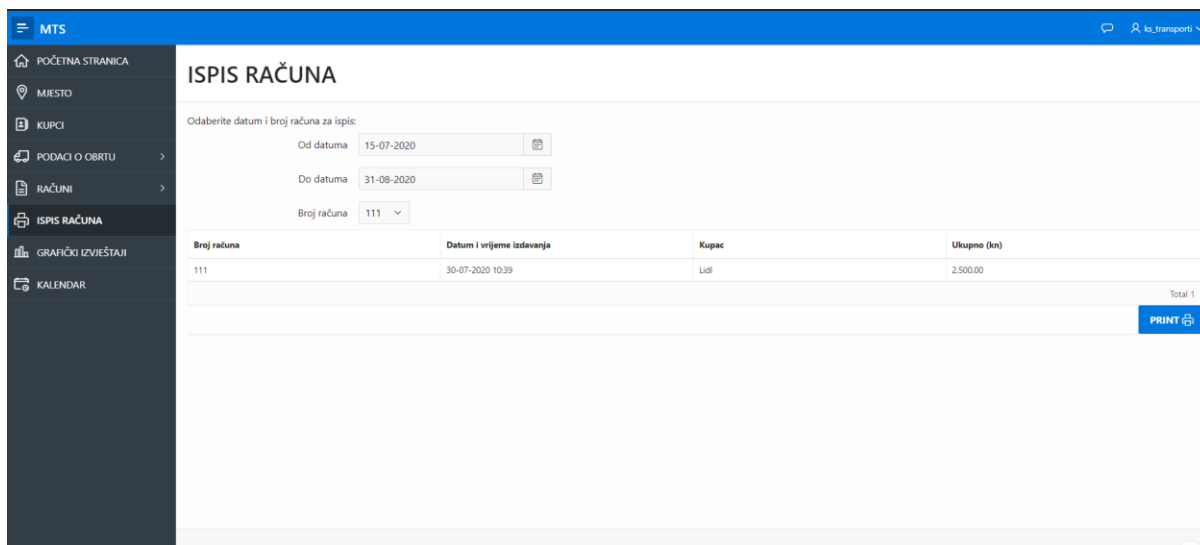 MTS
ks_transporti
POČETNA STRANICA
MJESTO
KUPCI
PODACI O OBRTU
RAČUNI
ISPIS RAČUNA
GRAFIČKI IZVJEŠTAJI
KALENDAR
ISPIS RAČUNA
Odaberite datum i broj računa za ispis:
Od datuma 15-07-2020
Do datuma 31-08-2020
Broj računa 111
Broj računa Datum i vrijeme izdavanja Kupac Ukupno (kn)
111 30-07-2020 10:39 Lidl 2,500.00
Total 1
PRINT